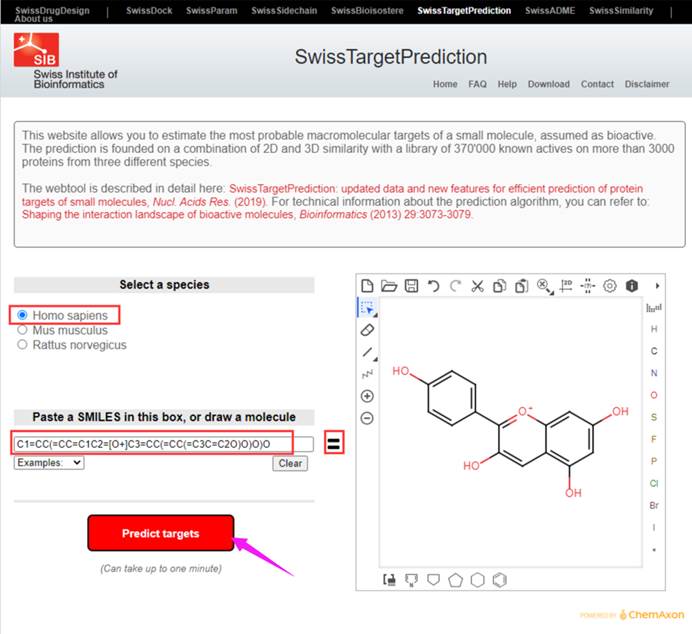 SwissDrugDesign | SwissDock SwissParam SwissSidechain SwissBioisostere SwissTargetPrediction SwissADME SwissSimilarity |
About us
SIB
Swiss Institute of
Bioinformatics
SwissTargetPrediction
Home FAQ Help Download Contact Disclaimer
This website allows you to estimate the most probable macromolecular targets of a small molecule, assumed as bioactive.
The prediction is founded on a combination of 2D and 3D similarity with a library of 370'000 known actives on more than 3000
proteins from three different species.
The webtool is described in detail here: SwissTargetPrediction: updated data and new features for efficient prediction of protein
targets of small molecules, Nucl. Acids Res. (2019). For technical information about the prediction algorithm, you can refer to:
Shaping the interaction landscape of bioactive molecules, Bioinformatics (2013) 29:3073-3079.
Select a species
Homo sapiens
Mus musculus
Rattus norvegicus
Paste a SMILES in this box, or draw a molecule
C1=CC(=CC=C1C2=[O+]C3=CC(=CC(=C3C=C2O)O)O)O
=
Examples:
Clear
Predict targets
(Can take up to one minute)
2D
H
C
N
O
S
F
P
Cl
Br
I
*
HO
O+
OH
HO
OH
POWERED BY ChemAxon